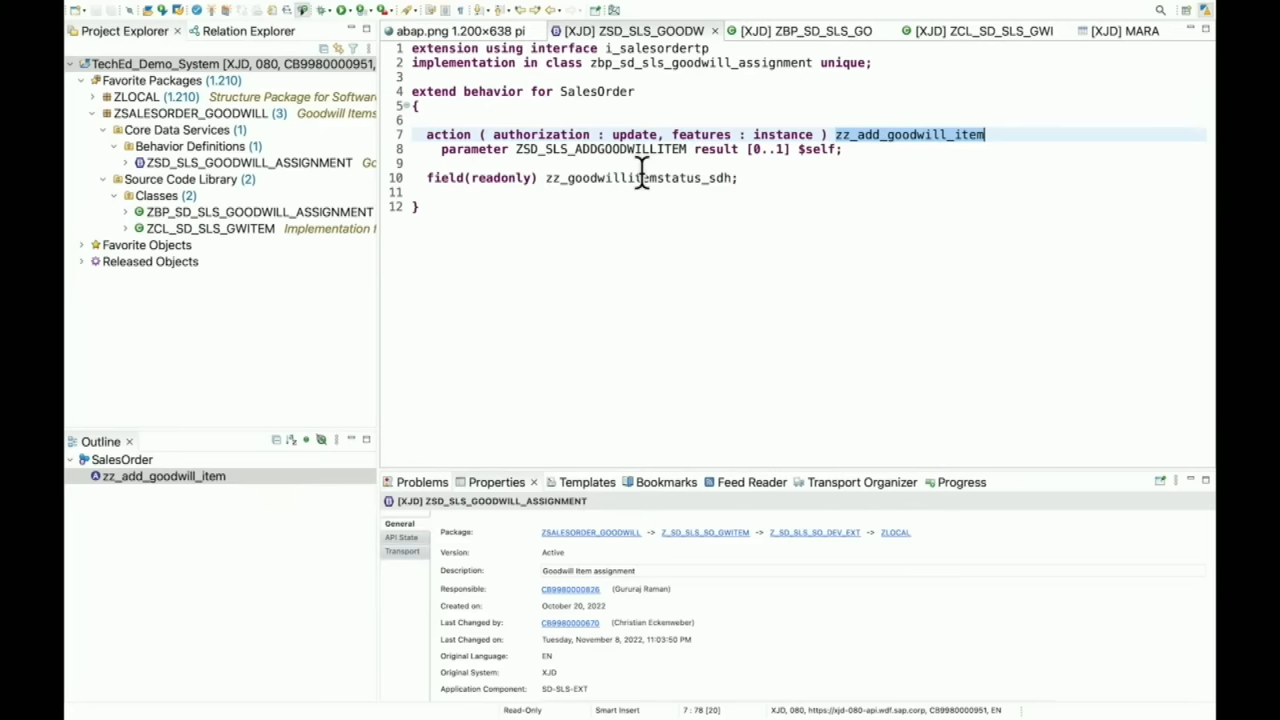 Project Explorer
Relation Explorer
TechEd_Demo_System [XJD, 080, CB9980000951,
Favorite Packages (1.210)
ZLOCAL (1.210) Structure Package for Softwar
ZSALESORDER_GOODWILL (3) Goodwill Items
Core Data Services (1)
Behavior Definitions (1)
ZSD_SLS_GOODWILL_ASSIGNMENT
Source Code Library (2)
Classes (2)
ZBP_SD_SLS_GOODWILL_ASSIGNMENT
ZCL_SD_SLS_GWITEM Implementation f
Favorite Objects
Released Objects
Outline
SalesOrder
zz_add_goodwill_item
abap.png 1.200×638 pi
[XJD] ZSD_SLS_GOODW
[XJD] ZBP_SD_SLS_GO
[XJD] ZCL_SD_SLS_GWI
[XJD] MARA
1 extension using interface i_salesordertp
2 implementation in class zbp_sd_sls_goodwill_assignment unique;
3
4 extend behavior for SalesOrder
5 {
6
7 action ( authorization : update, features : instance ) zz_add_goodwill_item
8 parameter ZSD_SLS_ADDGOODWILLITEM result [0..1] $self;
9
10 field(readonly) zz_goodwillitemstatus_sdh;
11
12 }
Problems
Properties
Templates
Bookmarks
Feed Reader
Transport Organizer
Progress
[XJD] ZSD_SLS_GOODWILL_ASSIGNMENT
General
API State
Transport
Package: ZSALESORDER_GOODWILL -> Z_SD_SLS_SO_GWITEM -> Z_SD_SLS_SO_DEV_EXT -> ZLOCAL
Version: Active
Description: Goodwill Item assignment
Responsible: CB9980000826 (Gururaj Raman)
Created on: October 20, 2022
Last Changed by: CB9980000670 (Christian Eckenweber)
Last Changed on: Tuesday, November 8, 2022, 11:03:50 PM
Original Language: EN
Original System: XJD
Application Component: SD-SLS-EXT
Read-Only
Smart Insert
7 : 78 [20]
XJD, 080, https://xjd-080-api.wdf.sap.corp, CB9980000951, EN